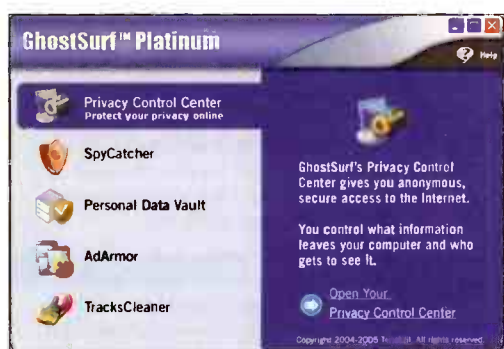 GhostSurf™ Platinum
Help
Privacy Control Center
Protect your privacy online
SpyCatcher
Personal Data Vault
AdArmor
TracksCleaner
GhostSurf's Privacy Control
Center gives you anonymous,
secure access to the Internet.
You control what information
leaves your computer and who
gets to see it.
Open Your
Privacy Control Center
Copyright 2004-2005 All rights reserved.